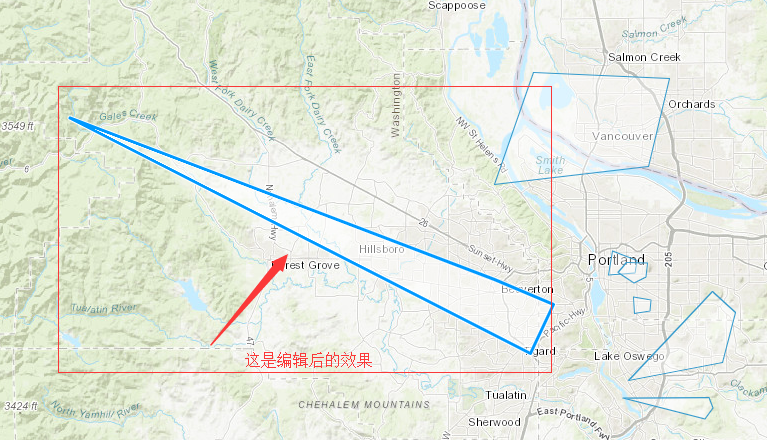 Scappoose
Salmon Creek
Salmon Creek
West Fork Dairy Creek
East Fork Dairy Creek
Washington
Orchards
Gales Creek
3549 ft
NW St Helens Rd
Vancouver
6
Smith
Lake
26
Hillsboro
Sunset Hwy
Portland
205
Forest Grove
Beaverton
5
Tualatin River
Pacific-Hwy
47
这是编辑后的效果
Tigard
Lake Oswego
Tualatin
3424 ft
North Yamhill River
CHEHALEM MOUNTAINS
Sherwood
East Portland Fwy